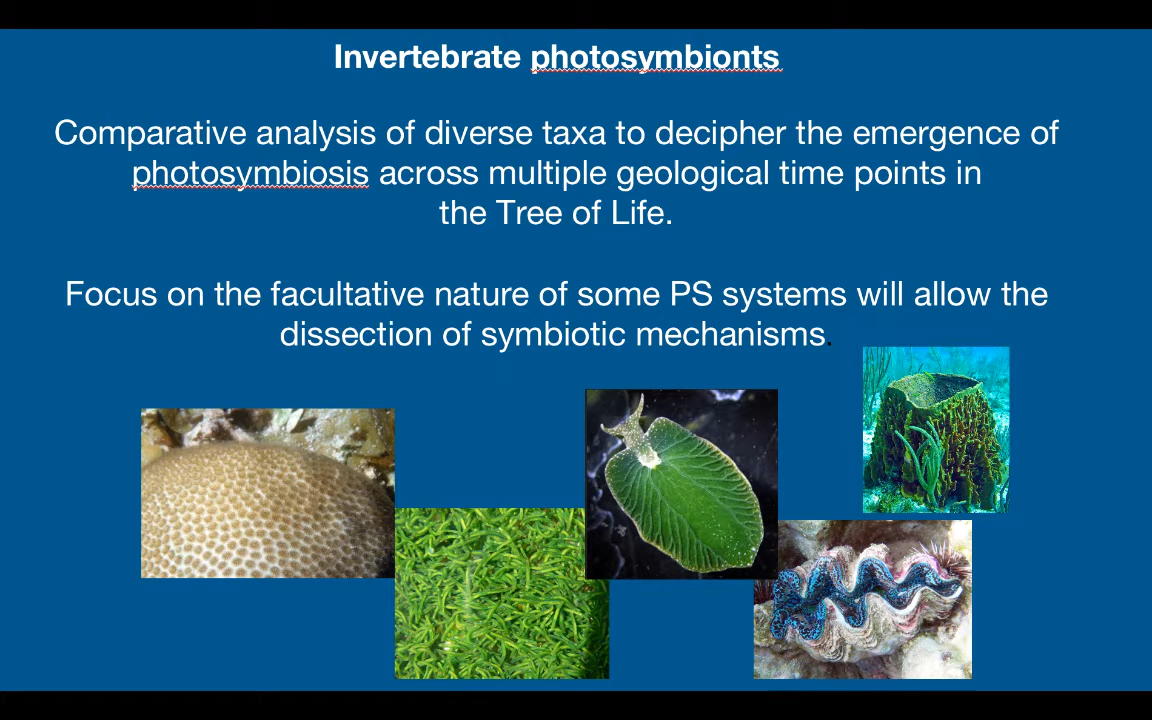 Invertebrate photosymbionts
Comparative analysis of diverse taxa to decipher the emergence of
photosymbiosis across multiple geological time points in
the Tree of Life.
Focus on the facultative nature of some PS systems will allow the
dissection of symbiotic mechanisms.